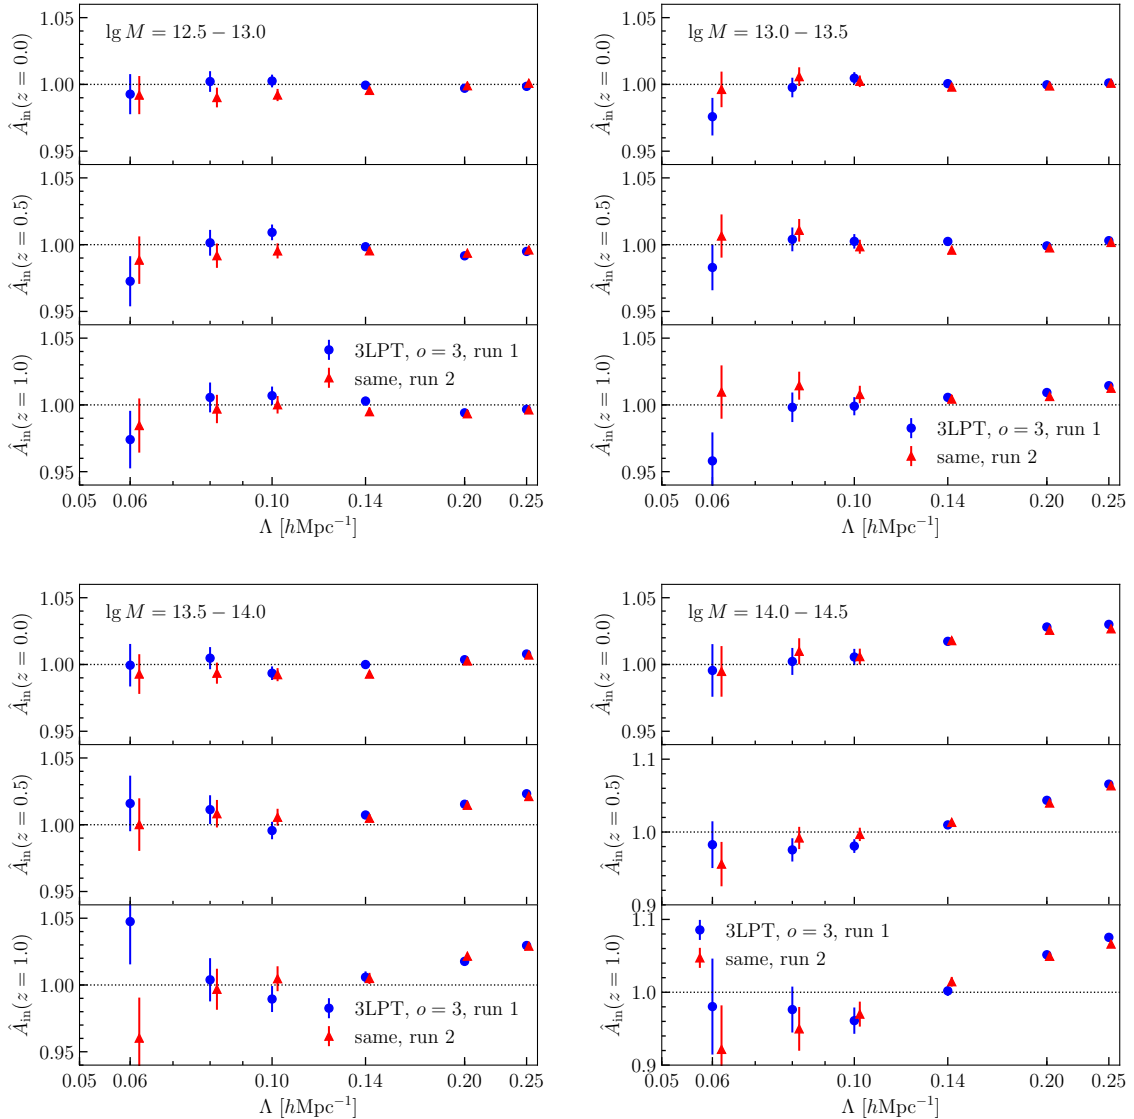 lg M = 12.5 − 13.0
1.05
1.00
0.95
Â_in(z = 0.0)
1.05
1.00
0.95
Â_in(z = 0.5)
1.05
1.00
0.95
Â_in(z = 1.0)
3LPT, o = 3, run 1
same, run 2
0.05 0.06 0.10 0.14 0.20 0.25
Λ [hMpc⁻¹]
lg M = 13.0 − 13.5
1.05
1.00
0.95
Â_in(z = 0.0)
1.05
1.00
0.95
Â_in(z = 0.5)
1.05
1.00
0.95
Â_in(z = 1.0)
3LPT, o = 3, run 1
same, run 2
0.05 0.06 0.10 0.14 0.20 0.25
Λ [hMpc⁻¹]
lg M = 13.5 − 14.0
1.05
1.00
0.95
Â_in(z = 0.0)
1.05
1.00
0.95
Â_in(z = 0.5)
1.05
1.00
0.95
Â_in(z = 1.0)
3LPT, o = 3, run 1
same, run 2
0.05 0.06 0.10 0.14 0.20 0.25
Λ [hMpc⁻¹]
lg M = 14.0 − 14.5
1.05
1.00
0.95
Â_in(z = 0.0)
1.1
1.0
0.9
Â_in(z = 0.5)
1.1
1.0
0.9
Â_in(z = 1.0)
3LPT, o = 3, run 1
same, run 2
0.05 0.06 0.10 0.14 0.20 0.25
Λ [hMpc⁻¹]